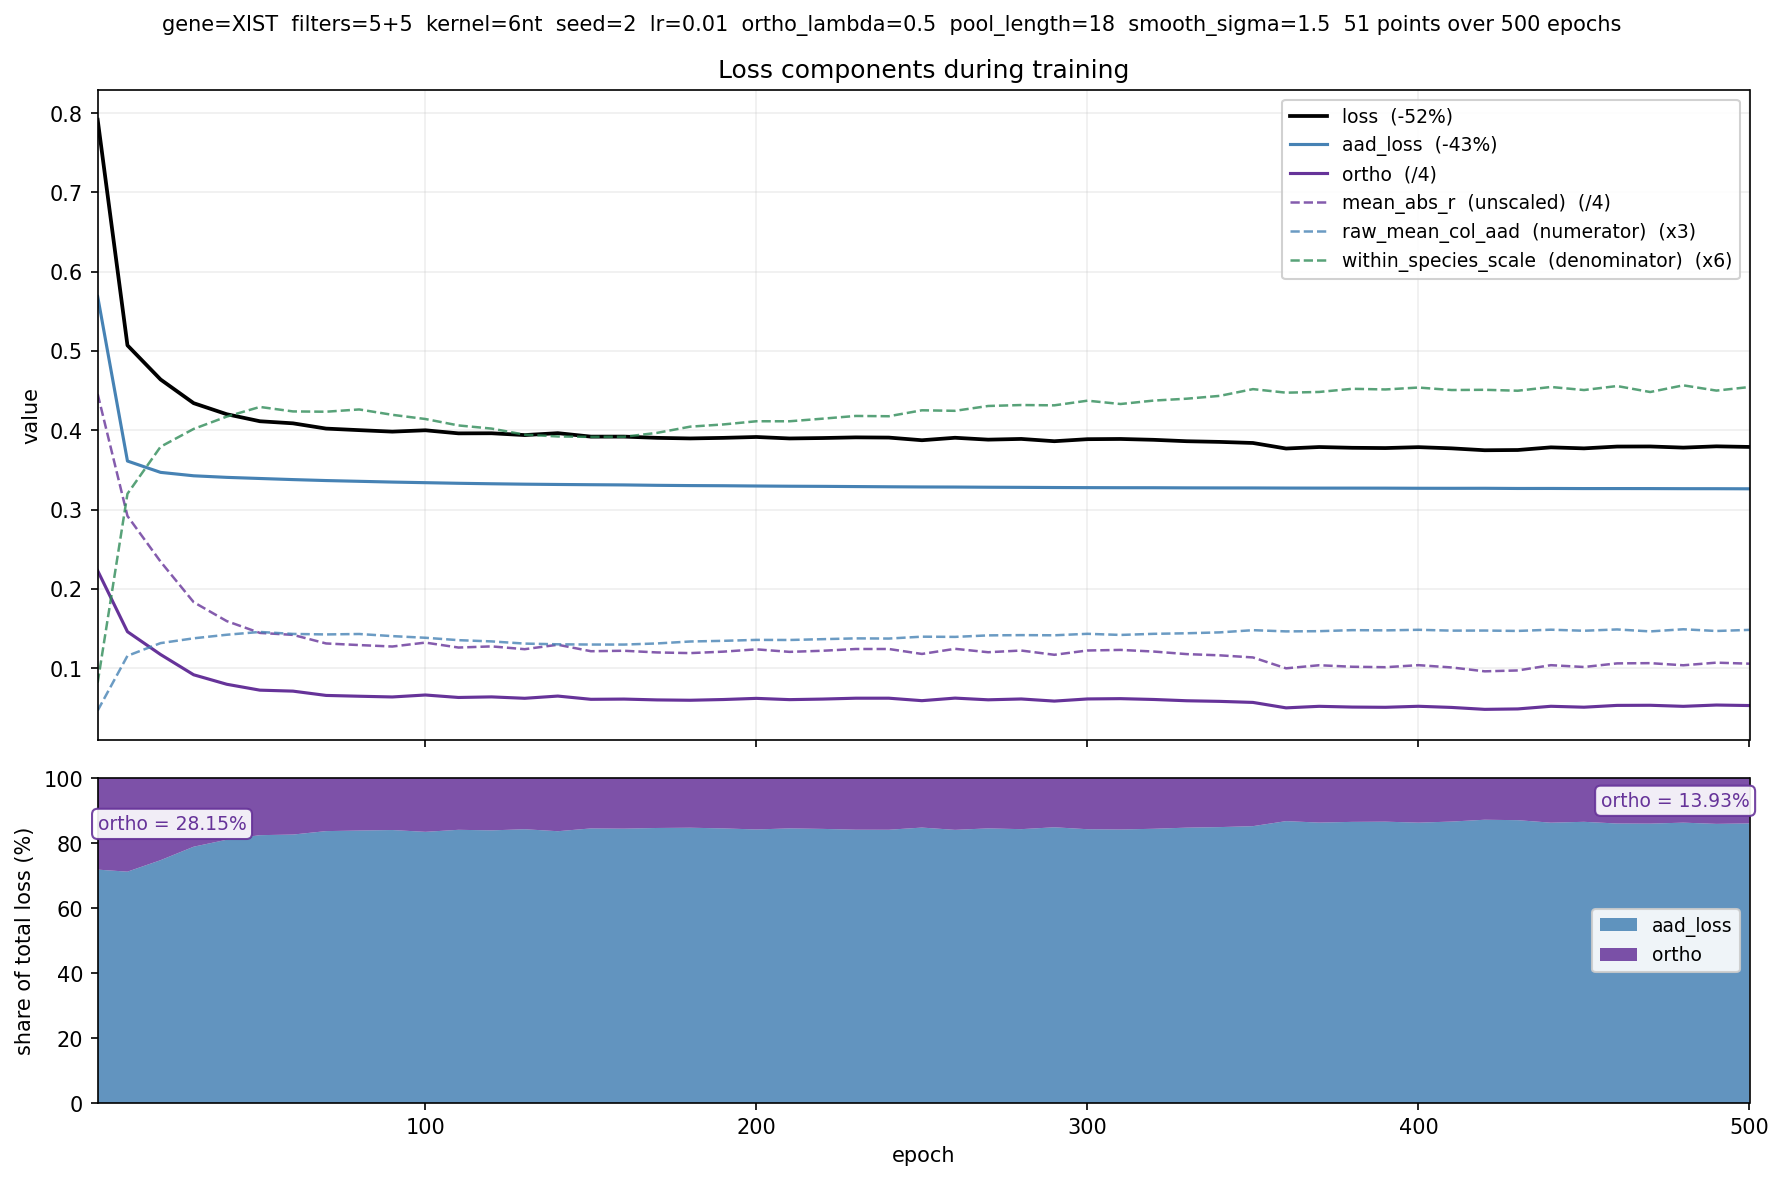 gene=XIST  filters=5+5  kernel=6nt  seed=2  lr=0.01  ortho_lambda=0.5  pool_length=18  smooth_sigma=1.5  51 points over 500 epochs
Loss components during training
loss  (-52%)
aad_loss  (-43%)
ortho  (/4)
mean_abs_r  (unscaled)  (/4)
raw_mean_col_aad  (numerator)  (x3)
within_species_scale  (denominator)  (x6)
value
0.8
0.7
0.6
0.5
0.4
0.3
0.2
0.1
share of total loss (%)
100
80
60
40
20
0
ortho = 28.15%
ortho = 13.93%
aad_loss
ortho
100
200
300
400
500
epoch